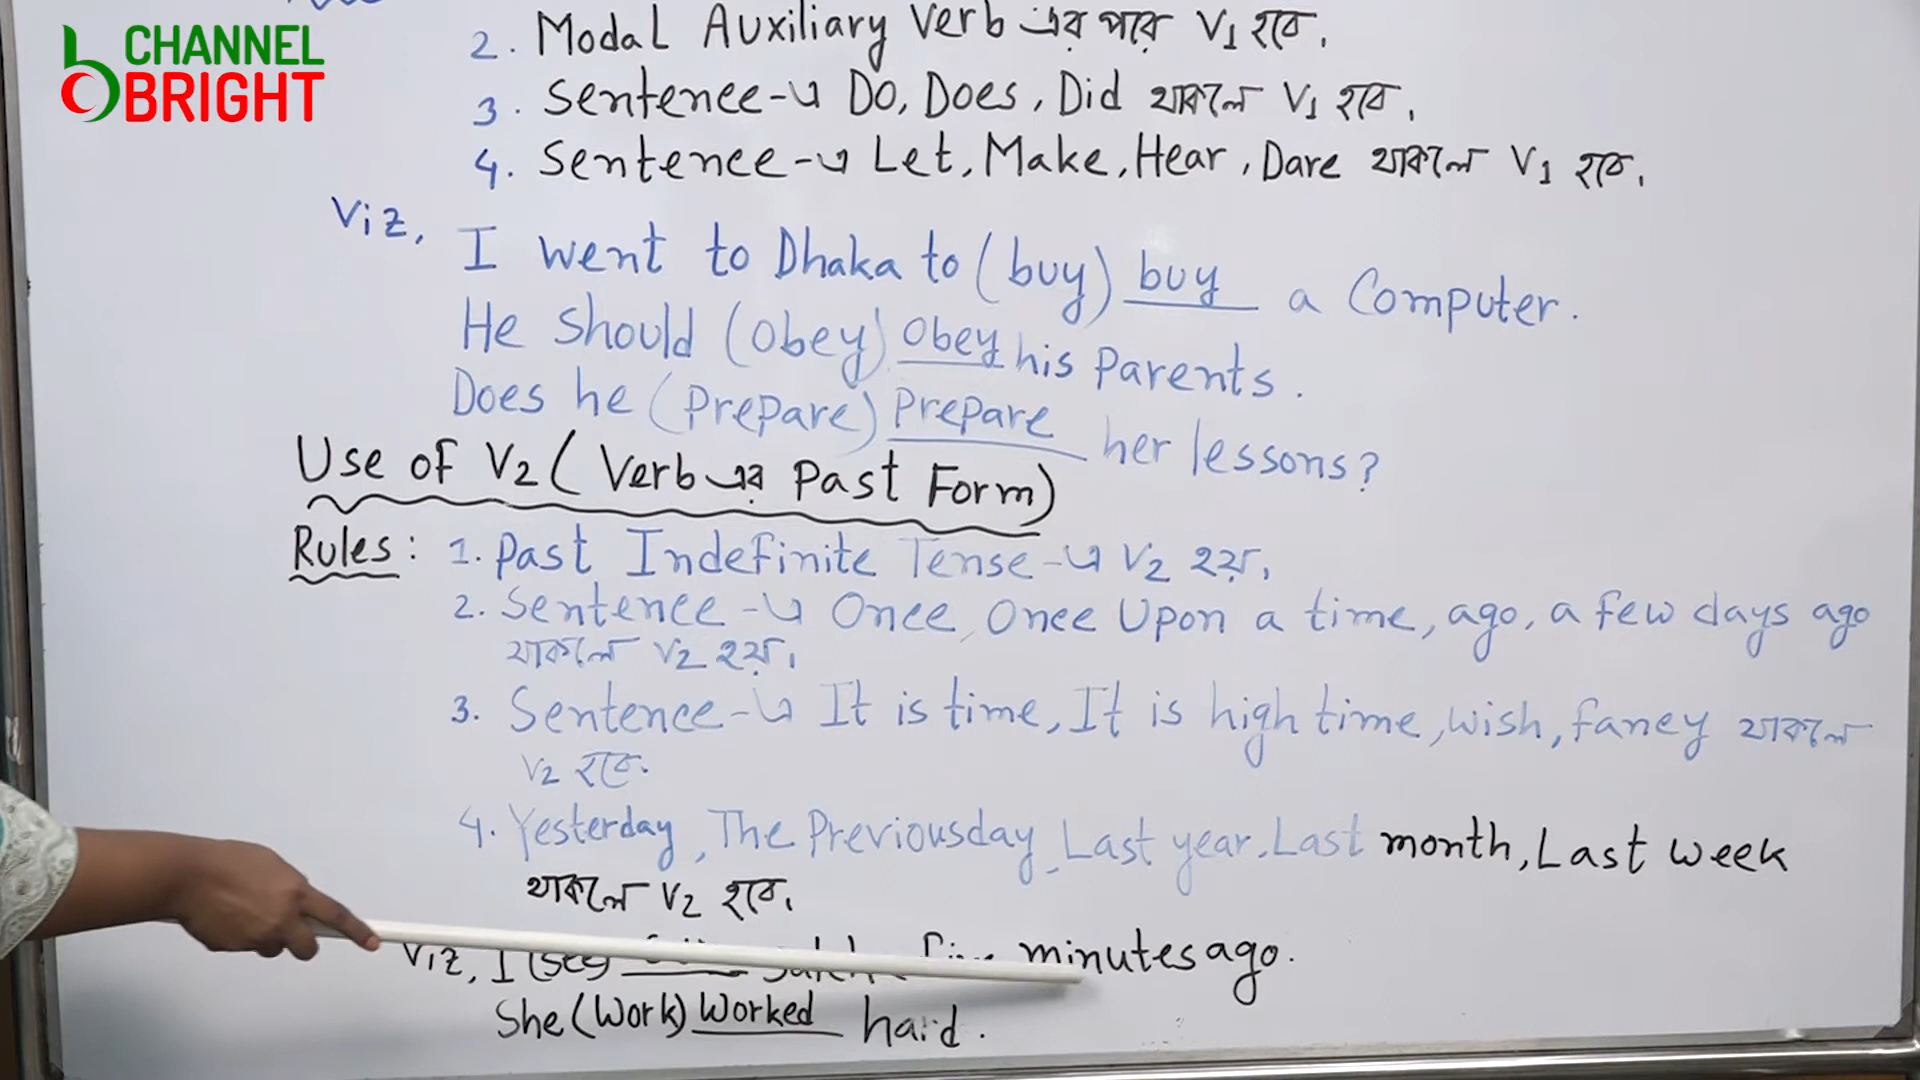 CHANNEL
BRIGHT
2. Modal Auxiliary Verb এর পরে V1 হবে.
3. Sentence-এ Do, Does, Did থাকলে V1 হবে.
4. Sentence-এ Let, Make, Hear, Dare থাকলে V1 হবে.
Viz, I went to Dhaka to (buy) buy a Computer.
He should (obey) obey his Parents.
Does he (prepare) prepare her lessons?
Use of V2 (Verb এর Past Form)
Rules: 1. Past Indefinite Tense-এ V2 হয়.
2. Sentence-এ Once, Once Upon a time, ago, a few days ago
থাকলে V2 হয়.
3. Sentence-এ It is time, It is high time, wish, fancy থাকলে
V2 হবে.
4. Yesterday, The Previousday, Last year, Last month, Last week
থাকলে V2 হবে.
Viz, I (See) minutes ago.
She (Work) Worked hard.